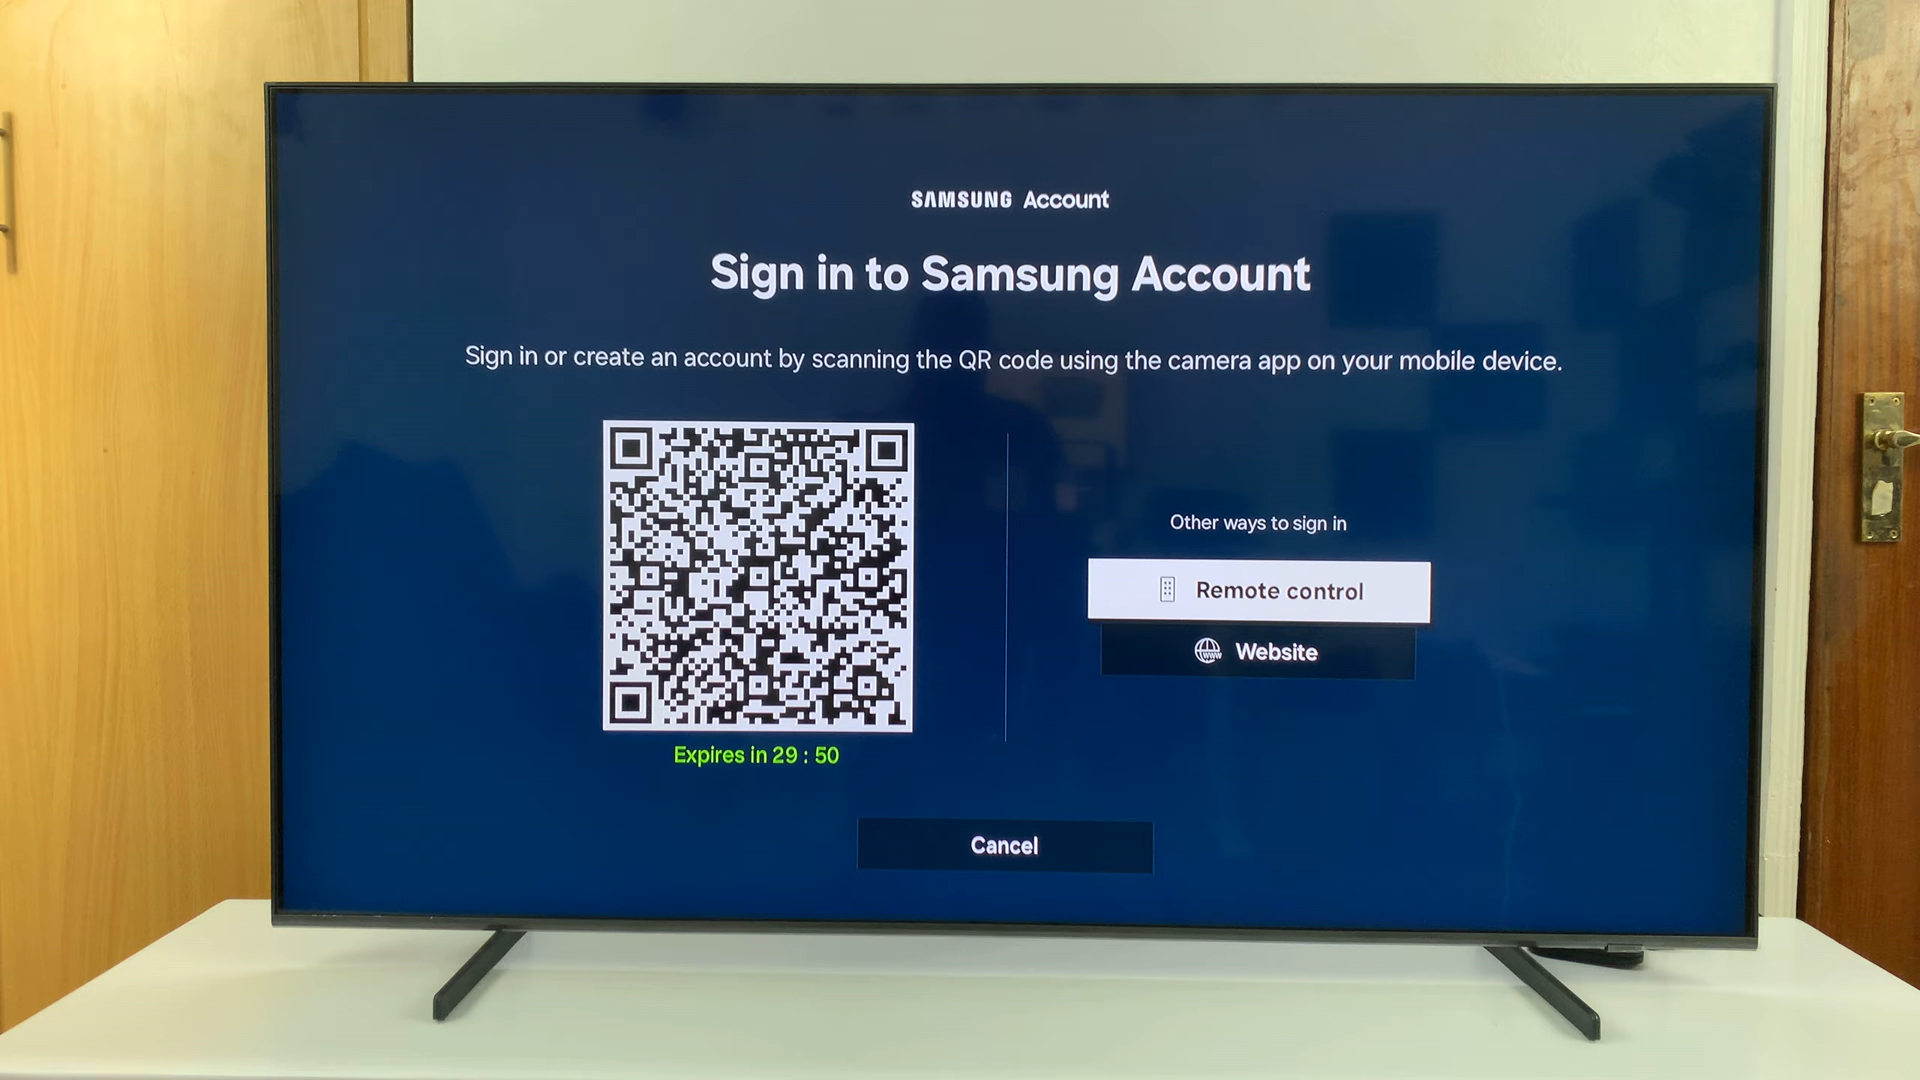 SAMSUNG Account
Sign in to Samsung Account
Sign in or create an account by scanning the QR code using the camera app on your mobile device.
Other ways to sign in
Remote control
Website
Expires in 29 : 50
Cancel